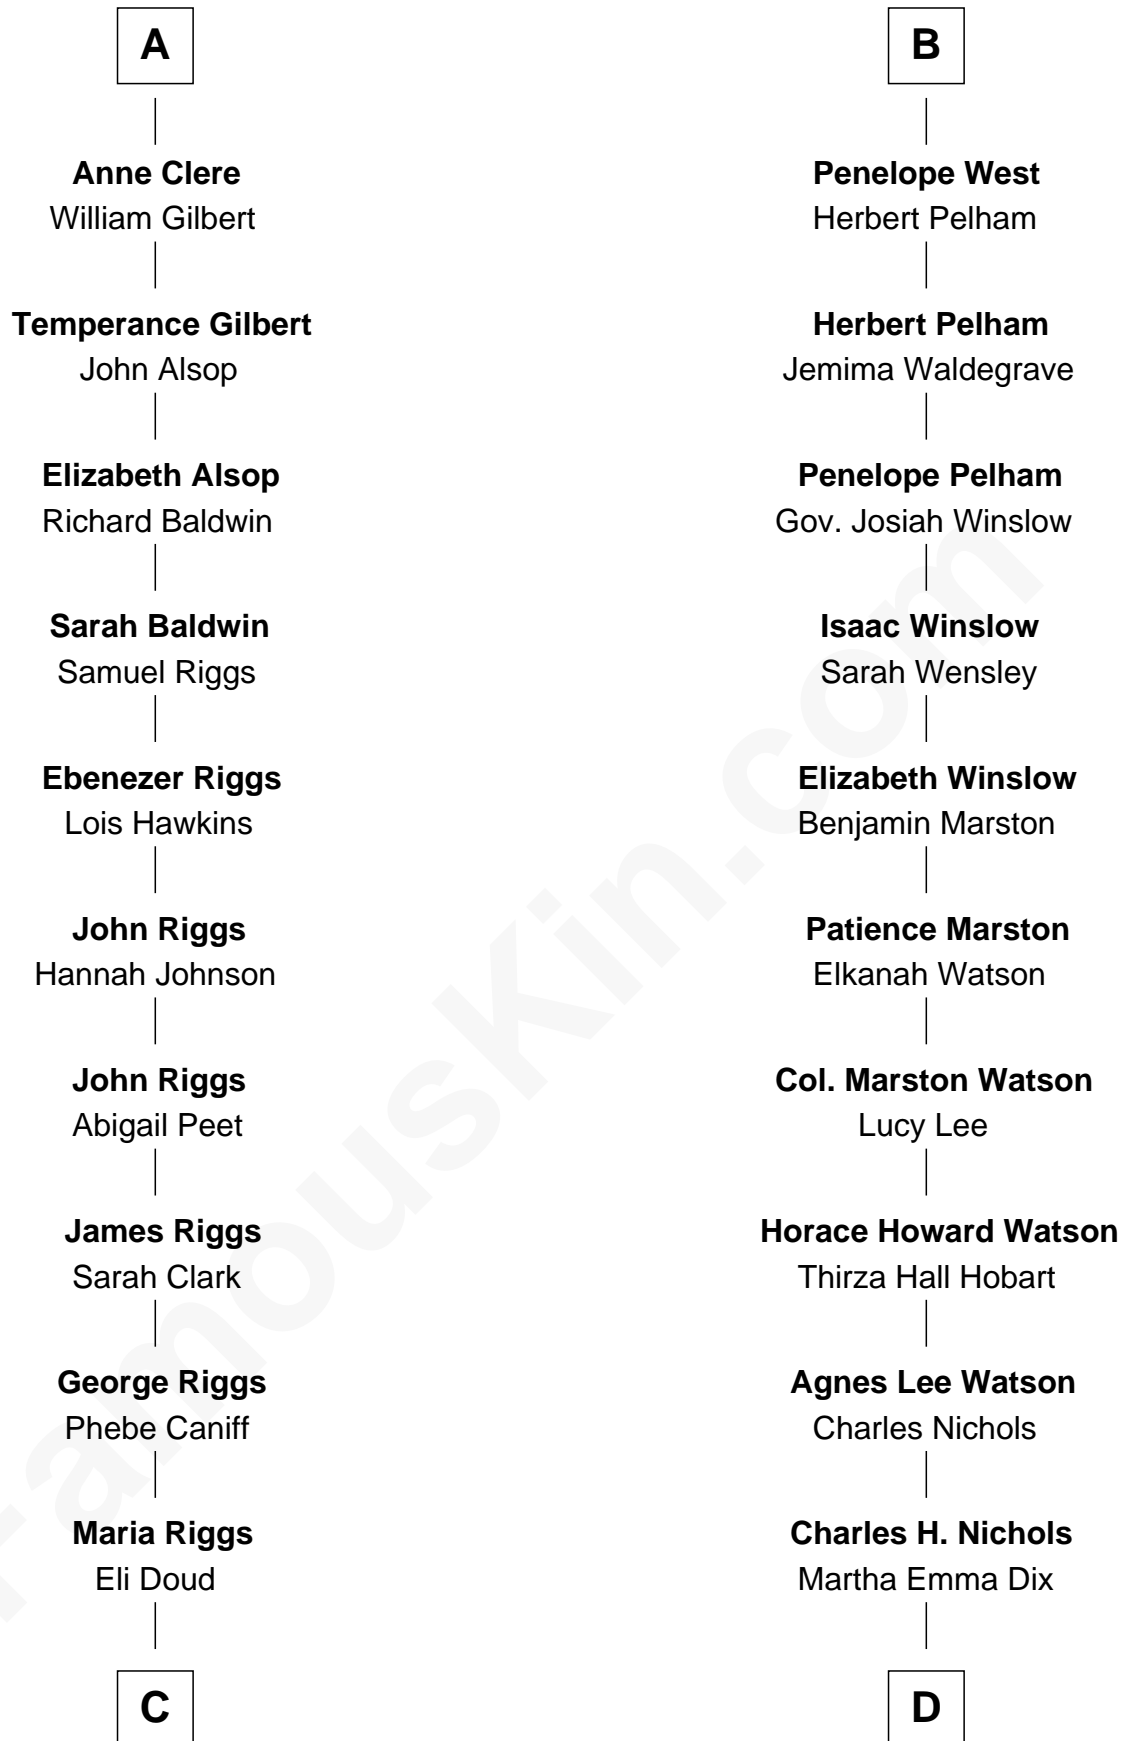 A
Anne Clere
William Gilbert
Temperance Gilbert
John Alsop
Elizabeth Alsop
Richard Baldwin
Sarah Baldwin
Samuel Riggs
Ebenezer Riggs
Lois Hawkins
John Riggs
Hannah Johnson
John Riggs
Abigail Peet
James Riggs
Sarah Clark
George Riggs
Phebe Caniff
Maria Riggs
Eli Doud
C
B
Penelope West
Herbert Pelham
Herbert Pelham
Jemima Waldegrave
Penelope Pelham
Gov. Josiah Winslow
Isaac Winslow
Sarah Wensley
Elizabeth Winslow
Benjamin Marston
Patience Marston
Elkanah Watson
Col. Marston Watson
Lucy Lee
Horace Howard Watson
Thirza Hall Hobart
Agnes Lee Watson
Charles Nichols
Charles H. Nichols
Martha Emma Dix
D
FamousKin.com